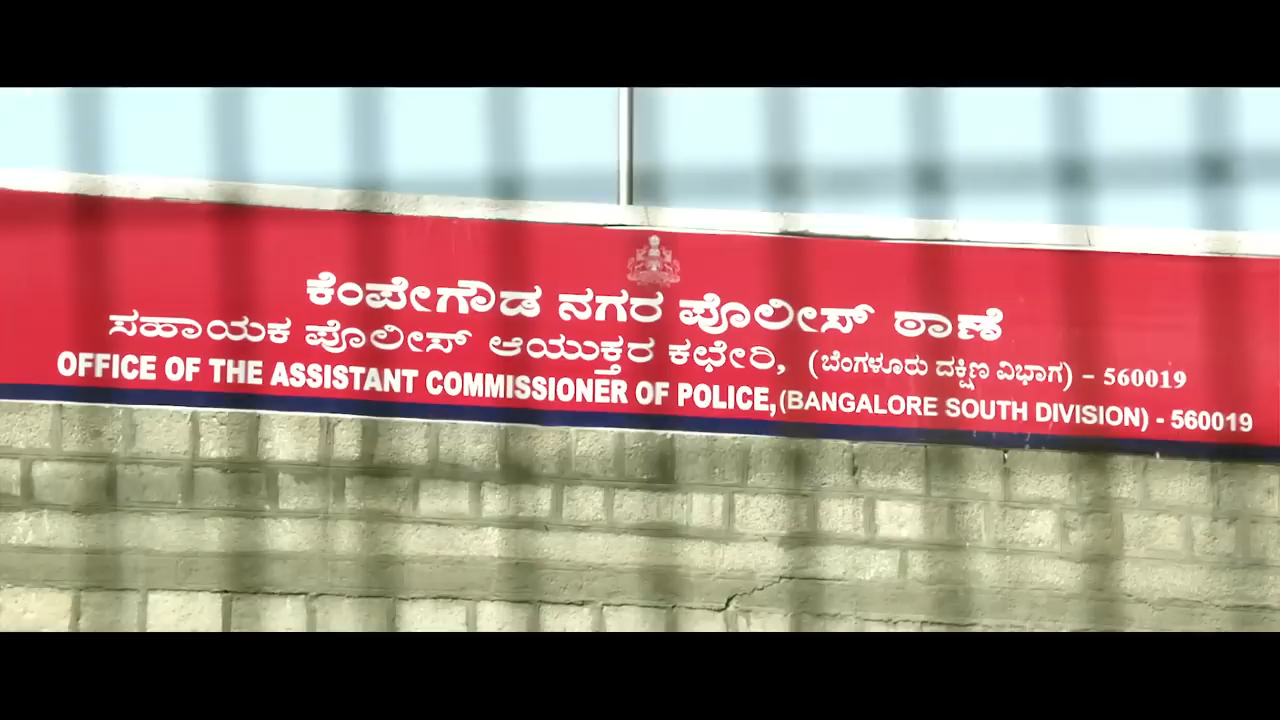 ಕೆಂಪೇಗೌಡ ನಗರ ಪೊಲೀಸ್ ಠಾಣೆ
ಸಹಾಯಕ ಪೊಲೀಸ್ ಆಯುಕ್ತರ ಕಛೇರಿ, (ಬೆಂಗಳೂರು ದಕ್ಷಿಣ ವಿಭಾಗ) - 560019
OFFICE OF THE ASSISTANT COMMISSIONER OF POLICE,(BANGALORE SOUTH DIVISION) - 560019